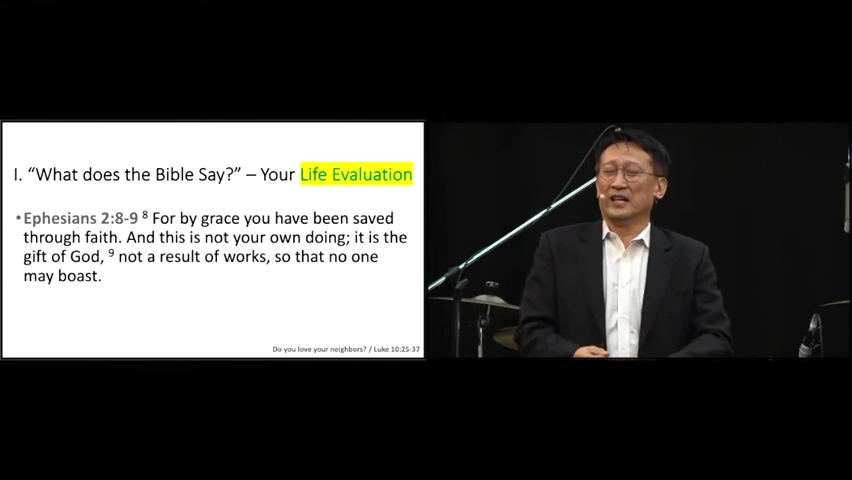 I. “What does the Bible Say?” – Your Life Evaluation
•Ephesians 2:8-9 ⁸ For by grace you have been saved
through faith. And this is not your own doing; it is the
gift of God, ⁹ not a result of works, so that no one
may boast.
Do you love your neighbors? / Luke 10:25-37